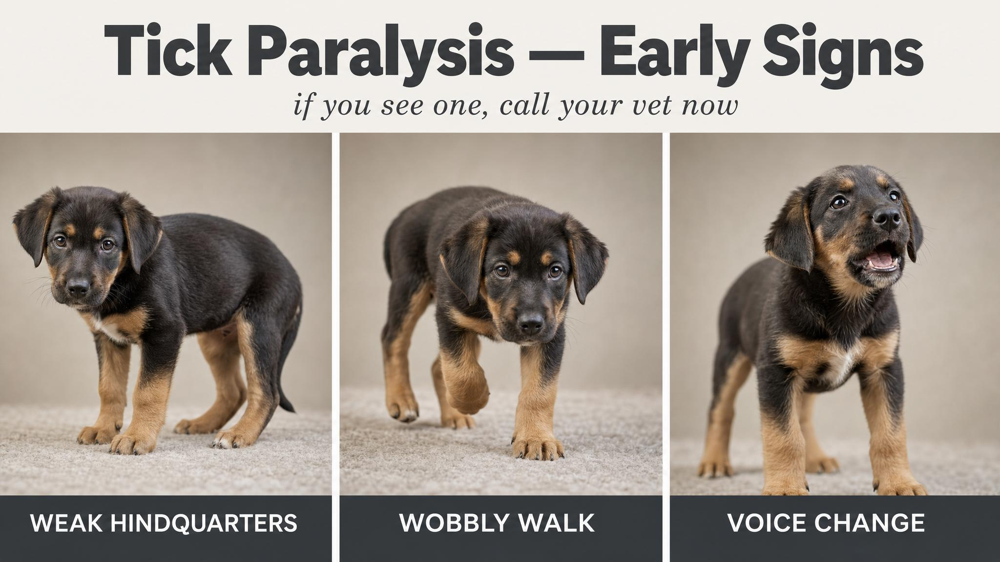 Tick Paralysis — Early Signs
if you see one, call your vet now
WEAK HINDQUARTERS
WOBBLY WALK
VOICE CHANGE